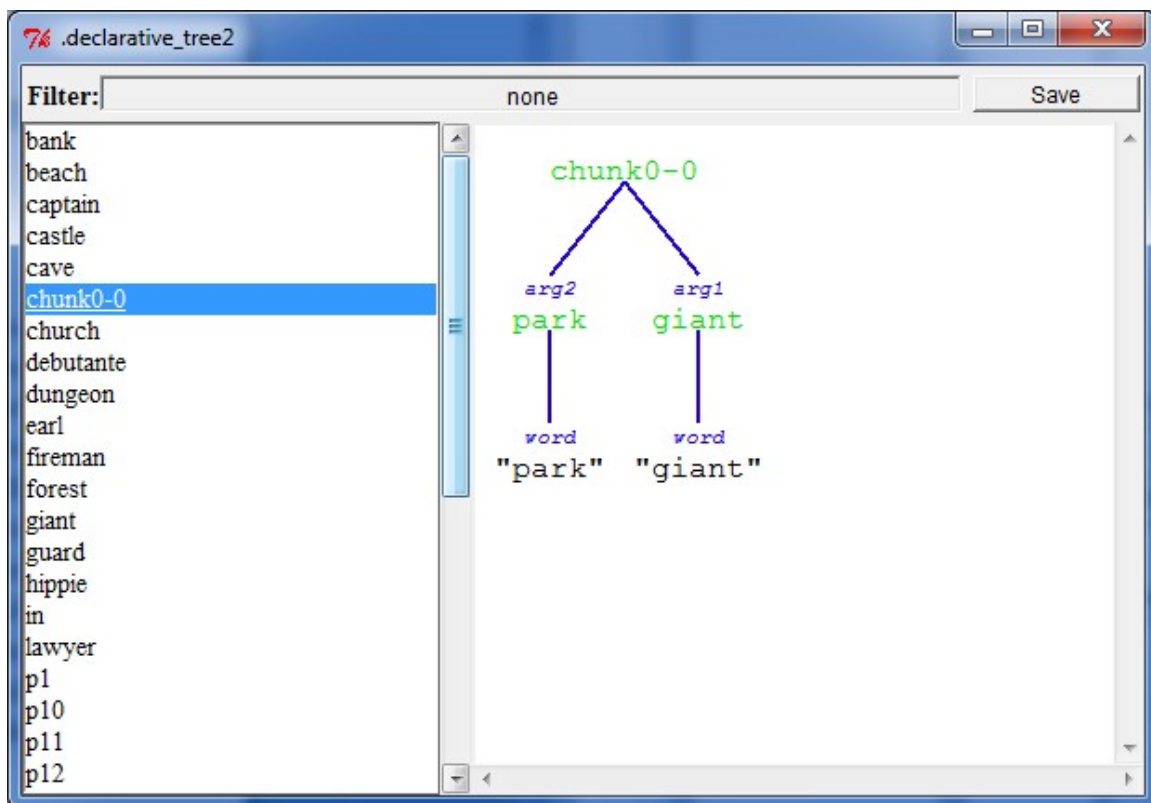 .declarative_tree2
Filter: none Save
bank
beach
captain
castle
cave
chunk0-0
church
debutante
dungeon
earl
fireman
forest
giant
guard
hippie
in
lawyer
p1
p10
p11
p12
chunk0-0
arg2 arg1
park giant
word word
"park" "giant"